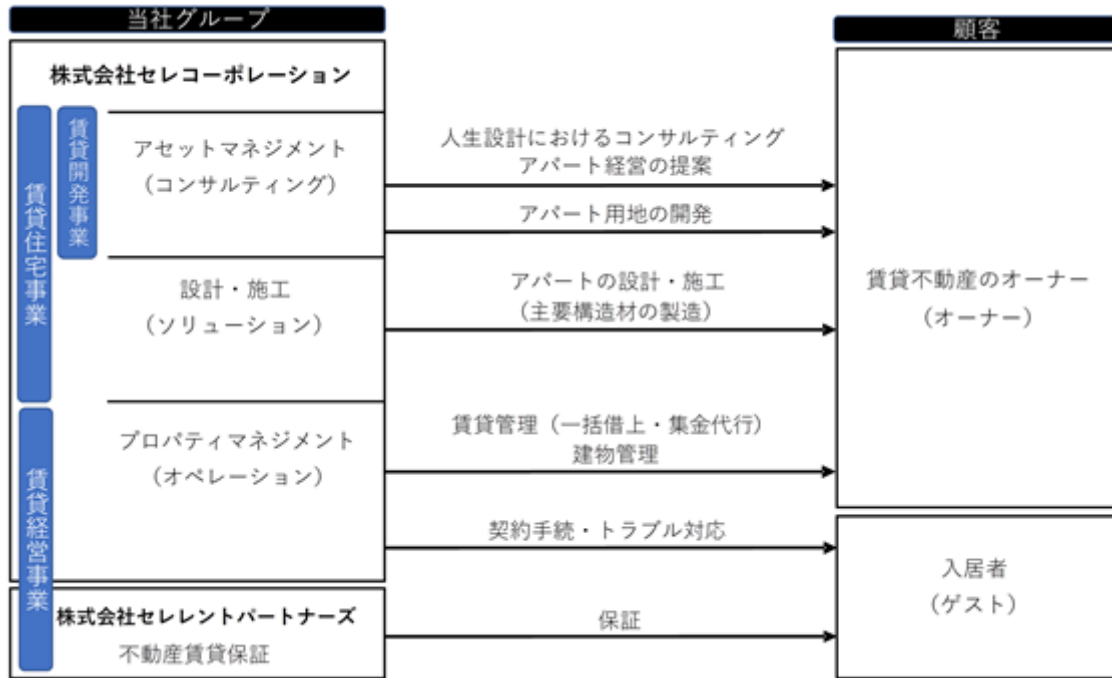 当社グループ
顧客
株式会社セレコーポレーション
賃貸住宅事業
賃貸開発事業
アセットマネジメント
(コンサルティング)
人生設計におけるコンサルティング
アパート経営の提案
アパート用地の開発
設計・施工
(ソリューション)
アパートの設計・施工
(主要構造材の製造)
賃貸不動産のオーナー
(オーナー)
賃貸経営事業
プロパティマネジメント
(オペレーション)
賃貸管理(一括借上・集金代行)
建物管理
契約手続・トラブル対応
入居者
(ゲスト)
株式会社セレレントパートナーズ
不動産賃貸保証
保証